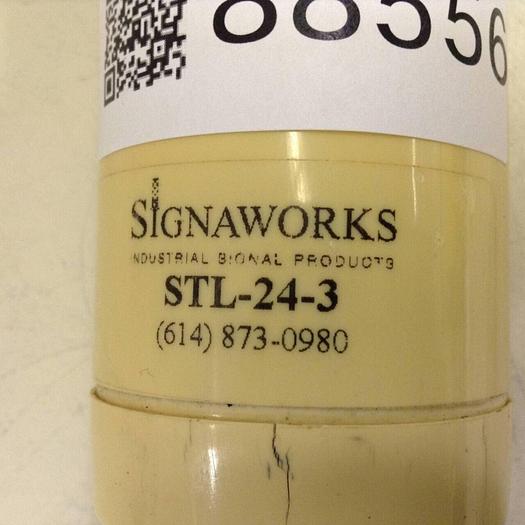 88556
SIGNAWORKS
INDUSTRIAL SIGNAL PRODUCTS
STL-24-3
(614) 873-0980